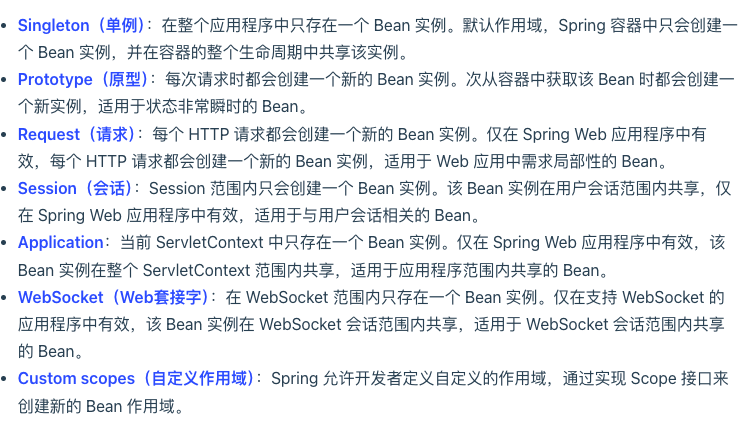 • Singleton（单例）：在整个应用程序中只存在一个 Bean 实例。默认作用域，Spring 容器中只会创建一
个 Bean 实例，并在容器的整个生命周期中共享该实例。
• Prototype（原型）：每次请求时都会创建一个新的 Bean 实例。次从容器中获取该 Bean 时都会创建一
个新实例，适用于状态非常瞬时的 Bean。
• Request（请求）：每个 HTTP 请求都会创建一个新的 Bean 实例。仅在 Spring Web 应用程序中有
效，每个 HTTP 请求都会创建一个新的 Bean 实例，适用于 Web 应用中需求局部性的 Bean。
• Session（会话）：Session 范围内只会创建一个 Bean 实例。该 Bean 实例在用户会话范围内共享，仅
在 Spring Web 应用程序中有效，适用于与用户会话相关的 Bean。
• Application：当前 ServletContext 中只存在一个 Bean 实例。仅在 Spring Web 应用程序中有效，该
Bean 实例在整个 ServletContext 范围内共享，适用于应用程序范围内共享的 Bean。
• WebSocket（Web套接字）：在 WebSocket 范围内只存在一个 Bean 实例。仅在支持 WebSocket 的
应用程序中有效，该 Bean 实例在 WebSocket 会话范围内共享，适用于 WebSocket 会话范围内共享
的 Bean。
• Custom scopes（自定义作用域）：Spring 允许开发者定义自定义的作用域，通过实现 Scope 接口来
创建新的 Bean 作用域。